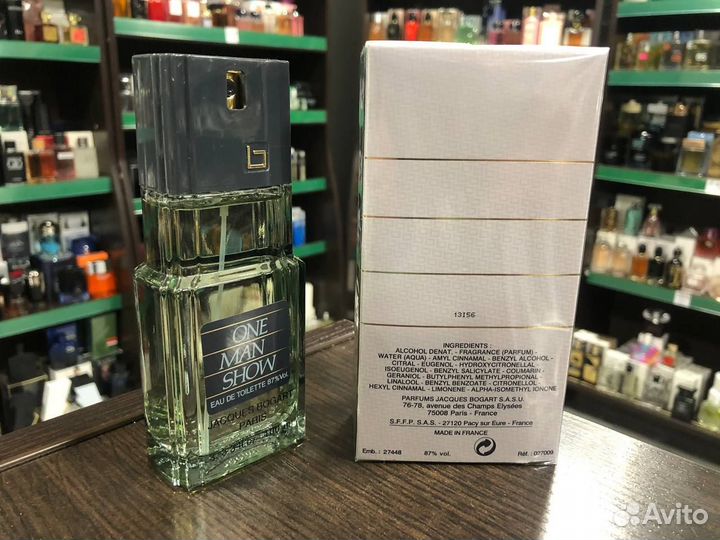 ONE
MAN
SHOW
EAU DE TOILETTE 87% Vol.
JACQUES BOGART
PARIS
13156
INGREDIENTS :
ALCOHOL DENAT. - FRAGRANCE (PARFUM) -
WATER (AQUA) - AMYL CINNAMAL - BENZYL ALCOHOL -
CITRAL - EUGENOL - HYDROXYCITRONELLAL -
ISOEUGENOL - BENZYL SALICYLATE - COUMARIN -
GERANIOL - BUTYLPHENYL METHYLPROPIONAL -
LINALOOL - BENZYL BENZOATE - CITRONELLOL -
HEXYL CINNAMAL - LIMONENE - ALPHA-ISOMETHYL IONONE
PARFUMS JACQUES BOGART S.A.S.U.
76-78, avenue des Champs Elysées
75008 Paris - France
S.F.F.P. S.AS. - 27120 Pacy sur Eure - France
MADE IN FRANCE
Emb. : 27448 87% vol. Réf. : 027009
Avito